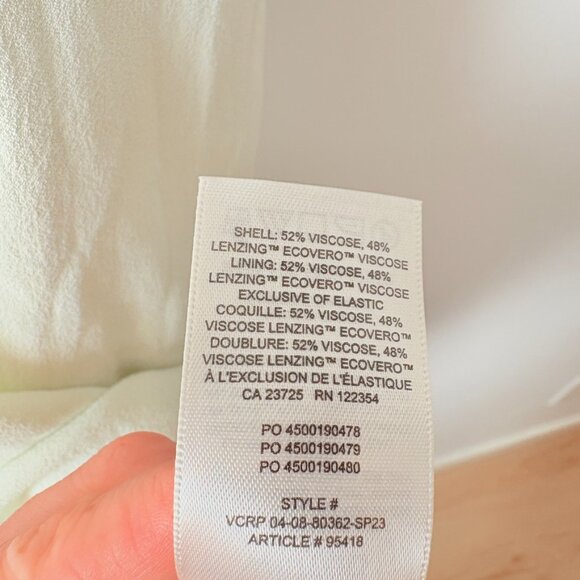 SHELL: 52% VISCOSE, 48%
LENZING™ ECOVERO™ VISCOSE
LINING: 52% VISCOSE, 48%
LENZING™ ECOVERO™ VISCOSE
EXCLUSIVE OF ELASTIC
COQUILLE: 52% VISCOSE, 48%
VISCOSE LENZING™ ECOVERO™
DOUBLURE: 52% VISCOSE, 48%
VISCOSE LENZING™ ECOVERO™
À L'EXCLUSION DE L'ÉLASTIQUE
CA 23725 RN 122354
PO 4500190478
PO 4500190479
PO 4500190480
STYLE #
VCRP 04-08-80362-SP23
ARTICLE # 95418